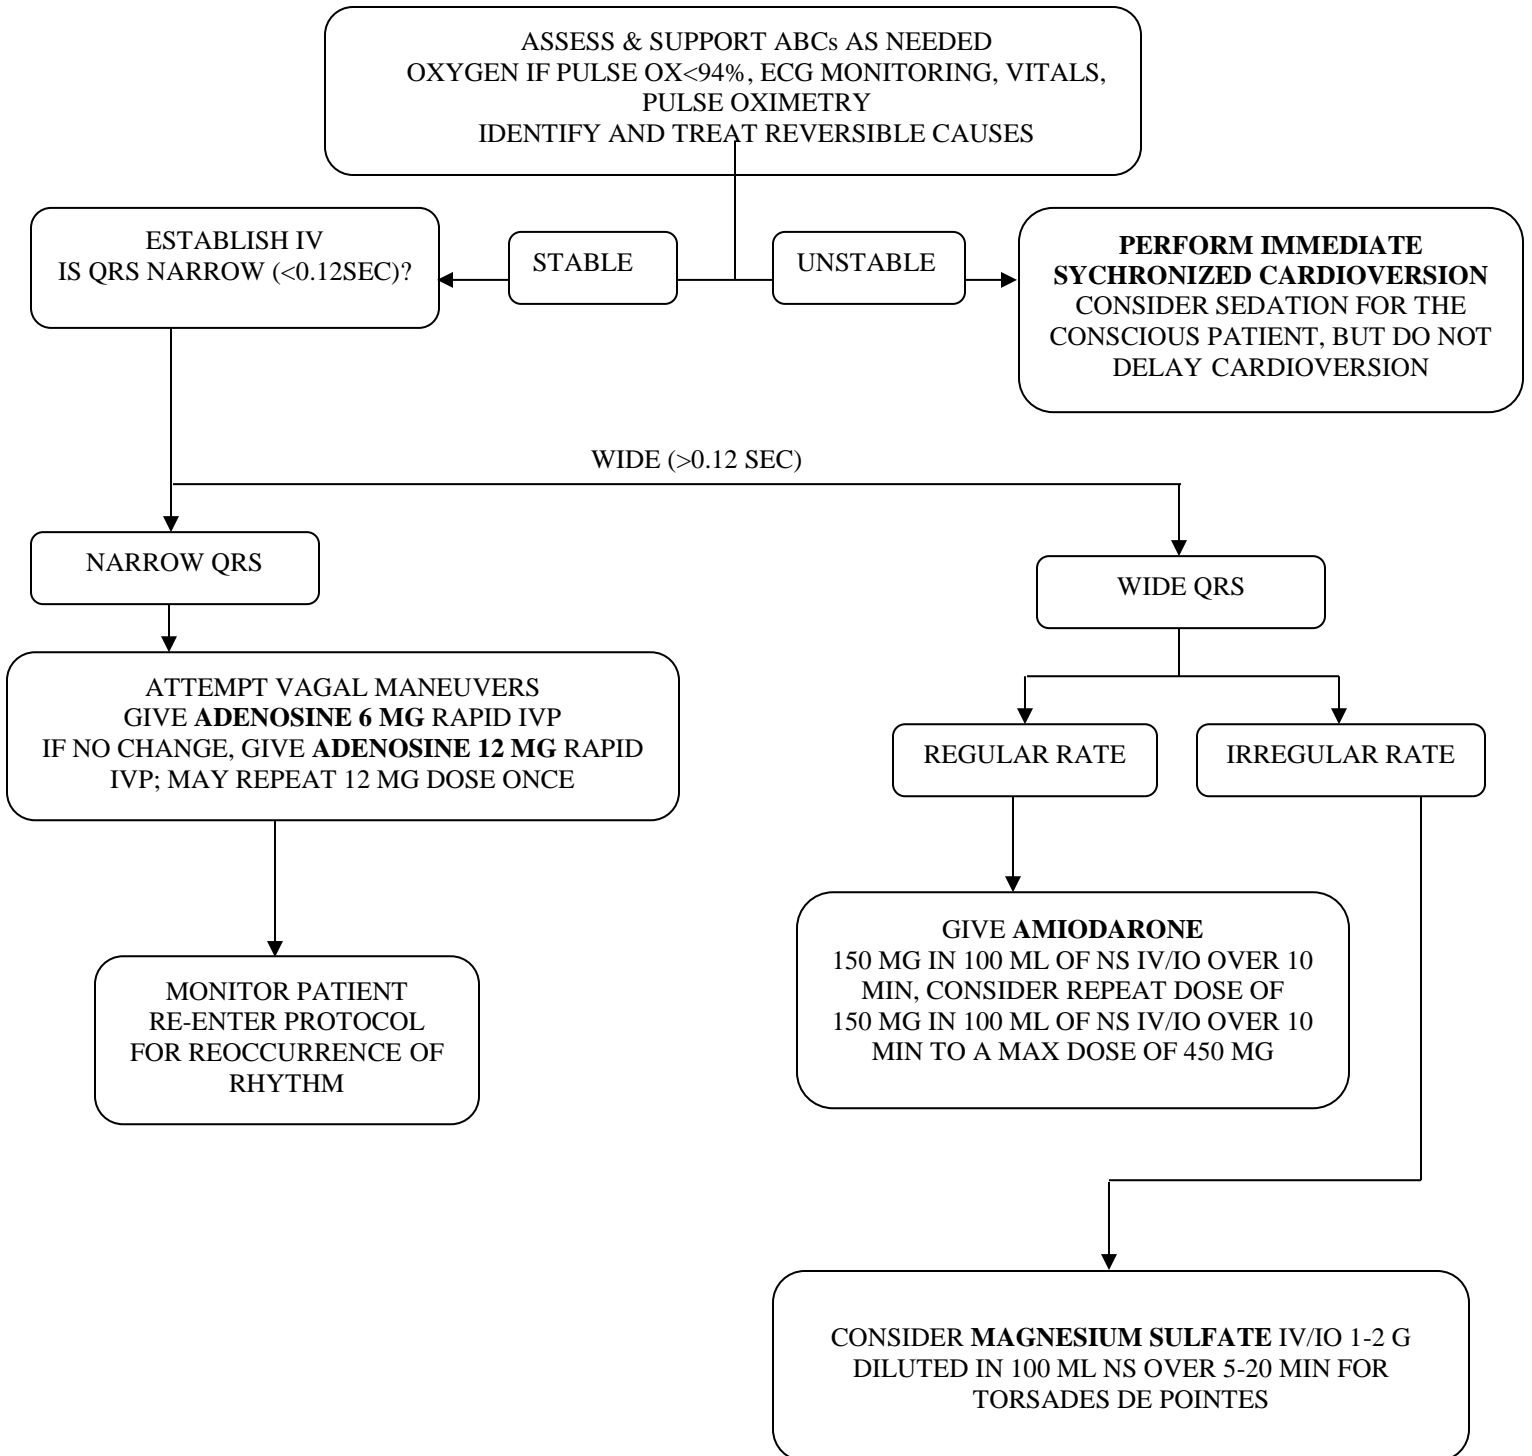 ASSESS & SUPPORT ABCs AS NEEDED
OXYGEN IF PULSE OX<94%, ECG MONITORING, VITALS,
PULSE OXIMETRY
IDENTIFY AND TREAT REVERSIBLE CAUSES
ESTABLISH IV
IS QRS NARROW (<0.12SEC)?
STABLE
UNSTABLE
PERFORM IMMEDIATE
SYCHRONIZED CARDIOVERSION
CONSIDER SEDATION FOR THE
CONSCIOUS PATIENT, BUT DO NOT
DELAY CARDIOVERSION
WIDE (>0.12 SEC)
NARROW QRS
WIDE QRS
ATTEMPT VAGAL MANEUVERS
GIVE ADENOSINE 6 MG RAPID IVP
IF NO CHANGE, GIVE ADENOSINE 12 MG RAPID
IVP; MAY REPEAT 12 MG DOSE ONCE
REGULAR RATE
IRREGULAR RATE
GIVE AMIODARONE
150 MG IN 100 ML OF NS IV/IO OVER 10
MIN, CONSIDER REPEAT DOSE OF
150 MG IN 100 ML OF NS IV/IO OVER 10
MIN TO A MAX DOSE OF 450 MG
MONITOR PATIENT
RE-ENTER PROTOCOL
FOR REOCCURRENCE OF
RHYTHM
CONSIDER MAGNESIUM SULFATE IV/IO 1-2 G
DILUTED IN 100 ML NS OVER 5-20 MIN FOR
TORSADES DE POINTES